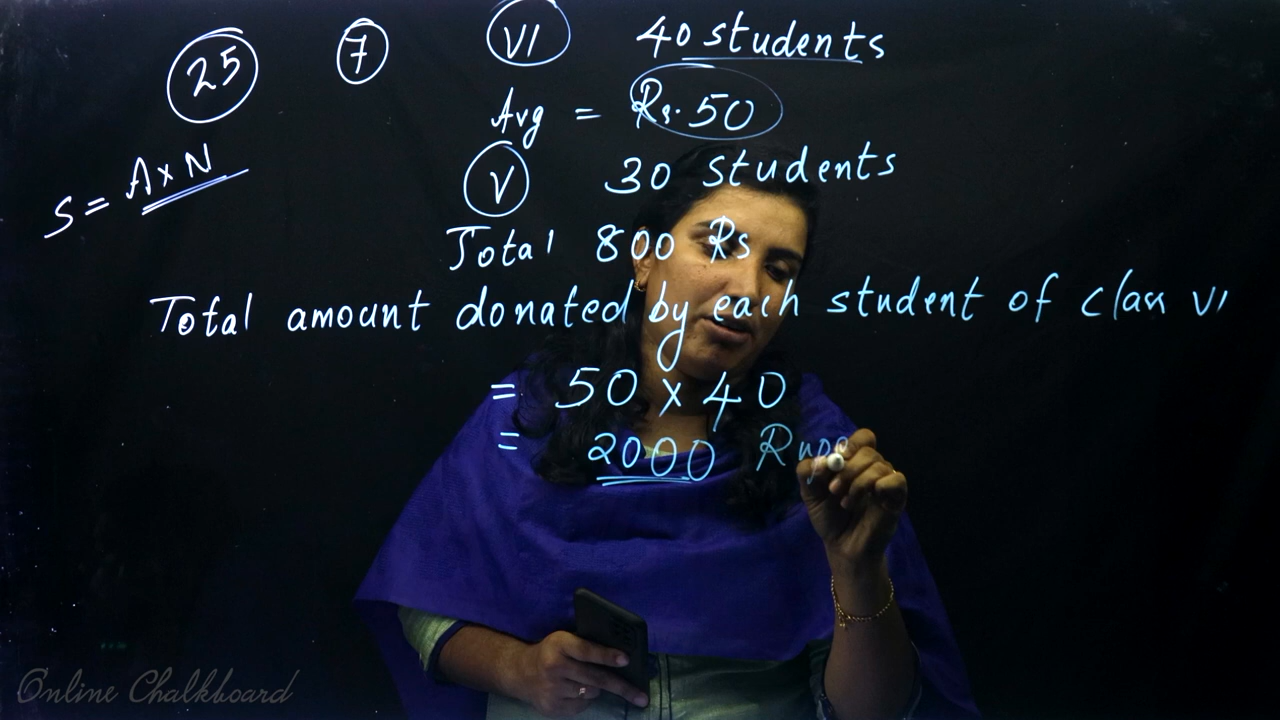 25 7 VI 40 students
Avg = Rs. 50
S = A x N
V 30 students
Total 800 Rs
Total amount donated by each student of class VI
= 50 x 40
= 2000 Rupe
Online Chalkboard